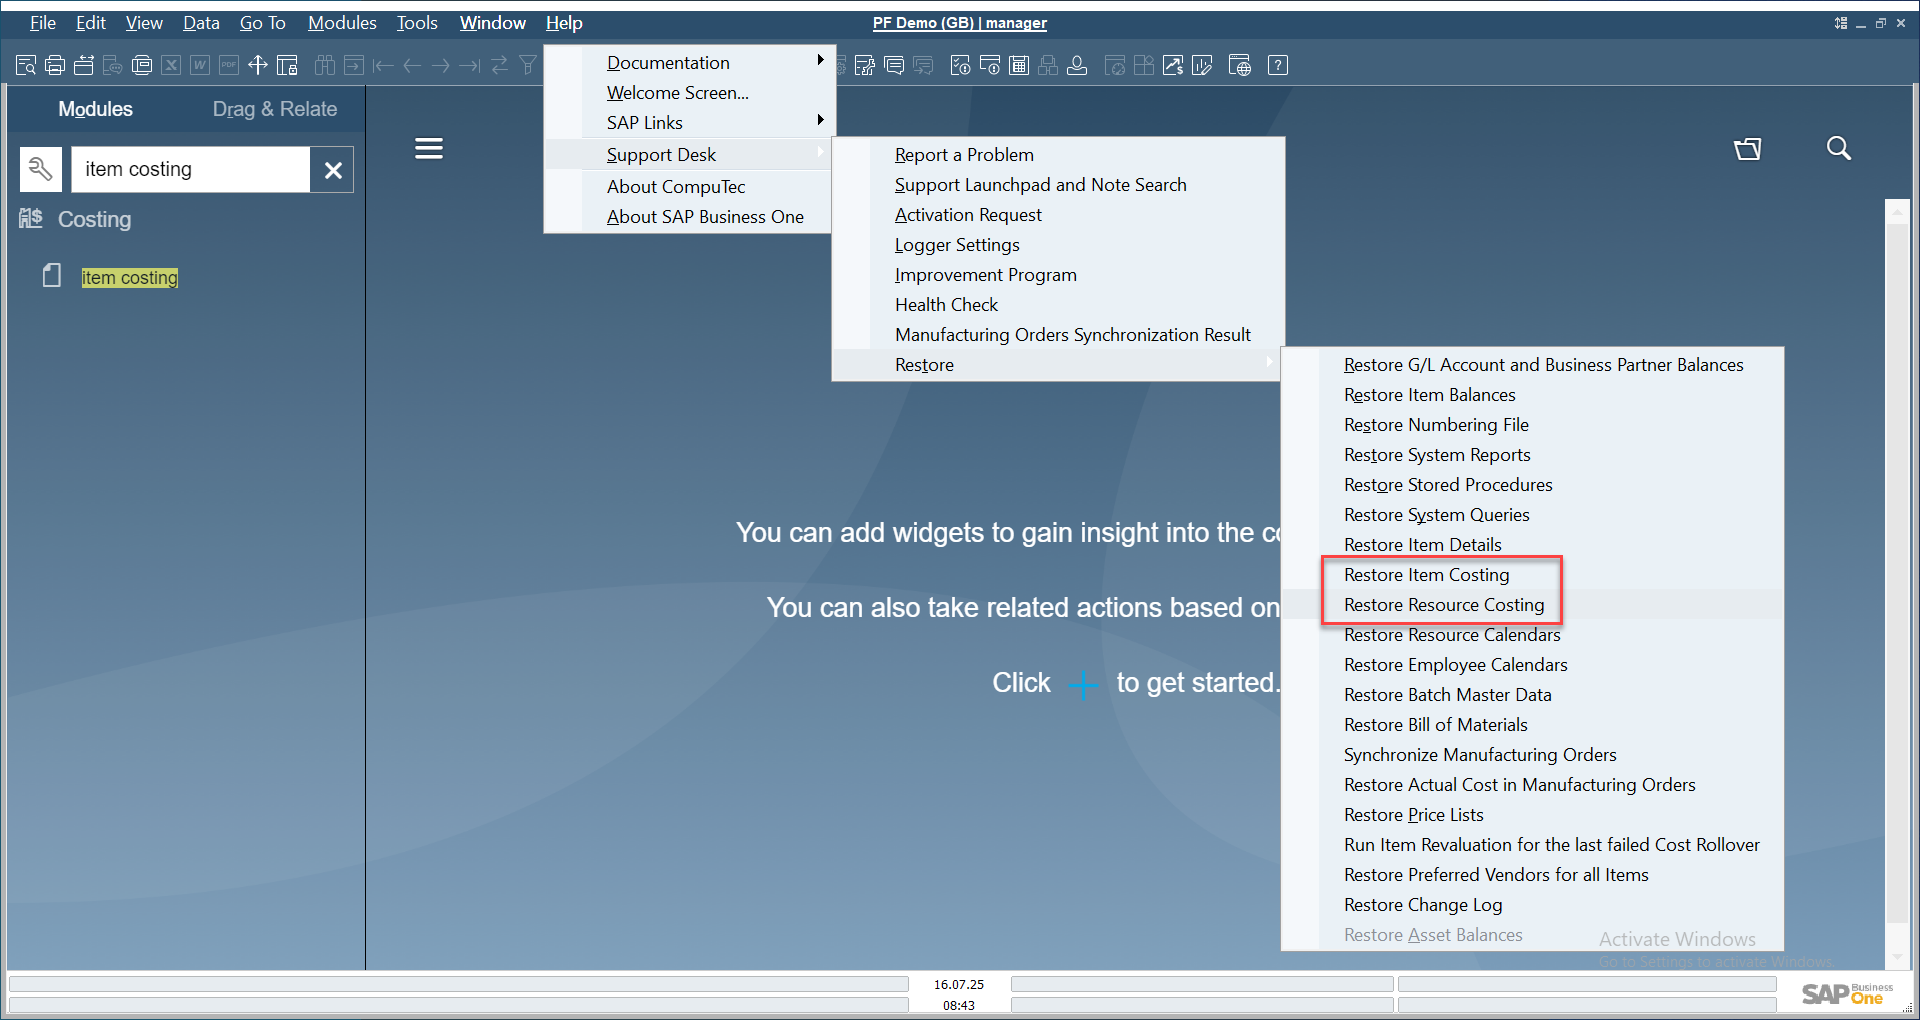 File Edit View Data Go To Modules Tools Window Help
PF Demo (GB) | manager
Modules Drag & Relate
item costing
Costing
item costing
Documentation
Welcome Screen...
SAP Links
Support Desk
About CompuTec
About SAP Business One
Report a Problem
Support Launchpad and Note Search
Activation Request
Logger Settings
Improvement Program
Health Check
Manufacturing Orders Synchronization Result
Restore
Restore G/L Account and Business Partner Balances
Restore Item Balances
Restore Numbering File
Restore System Reports
Restore Stored Procedures
Restore System Queries
Restore Item Details
Restore Item Costing
Restore Resource Costing
Restore Resource Calendars
Restore Employee Calendars
Restore Batch Master Data
Restore Bill of Materials
Synchronize Manufacturing Orders
Restore Actual Cost in Manufacturing Orders
Restore Price Lists
Run Item Revaluation for the last failed Cost Rollover
Restore Preferred Vendors for all Items
Restore Change Log
Restore Asset Balances
You can add widgets to gain insight into the
You can also take related actions based on
Click + to get started.
Activate Windows
Go to Settings to activate Windows.
16.07.25
08:43
SAP Business One